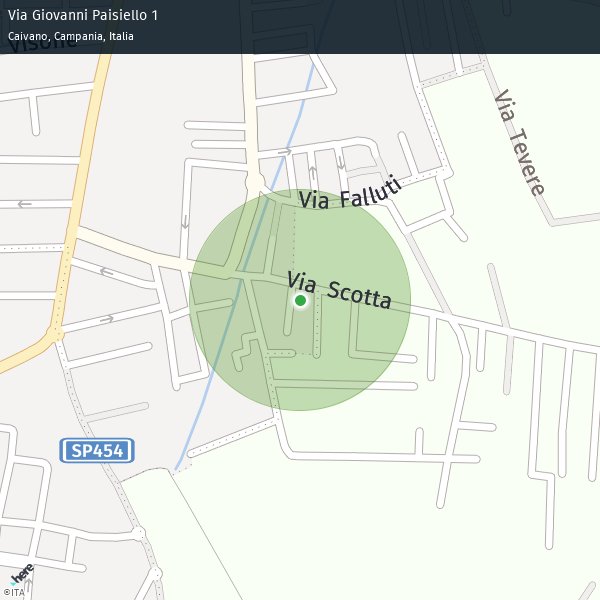 Via Giovanni Paisiello 1
Caivano, Campania, Italia
Visone
Via Tevere
Via Falluti
Via Scotta
SP454
here
©ITA